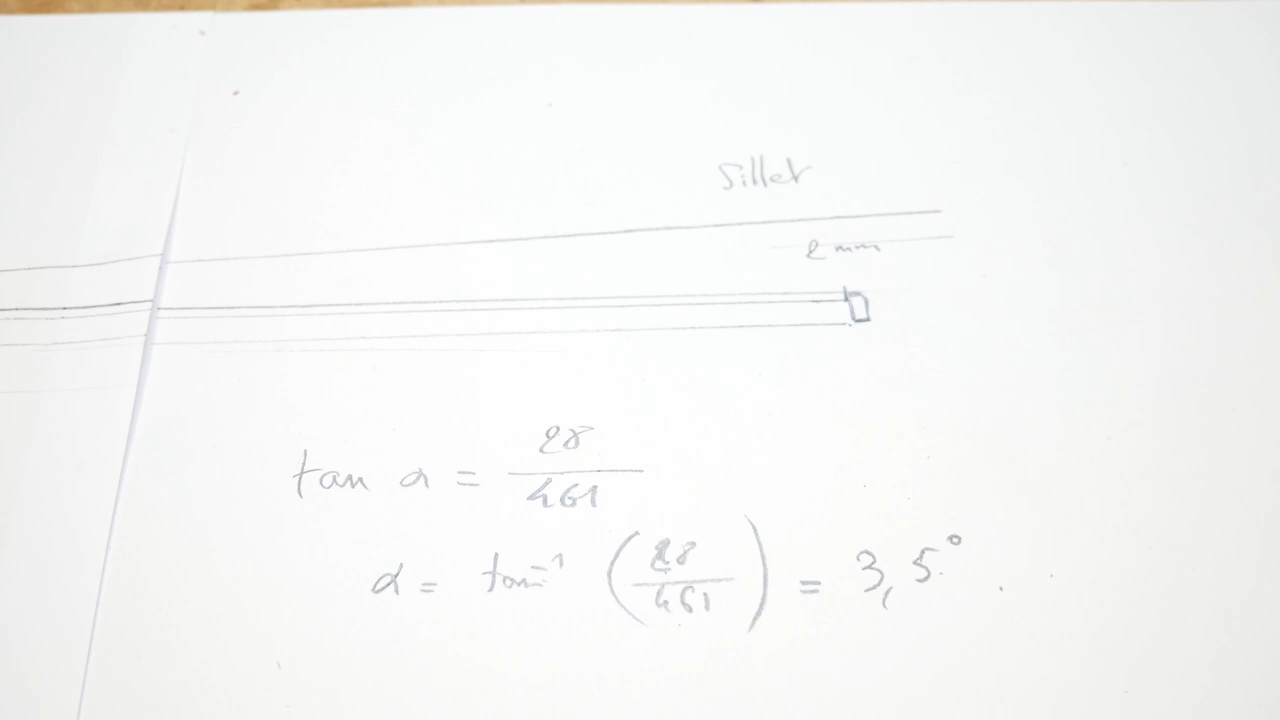 Sillet
2 mm
tan α = 28/461
α = tan⁻¹ (28/461) = 3,5°.